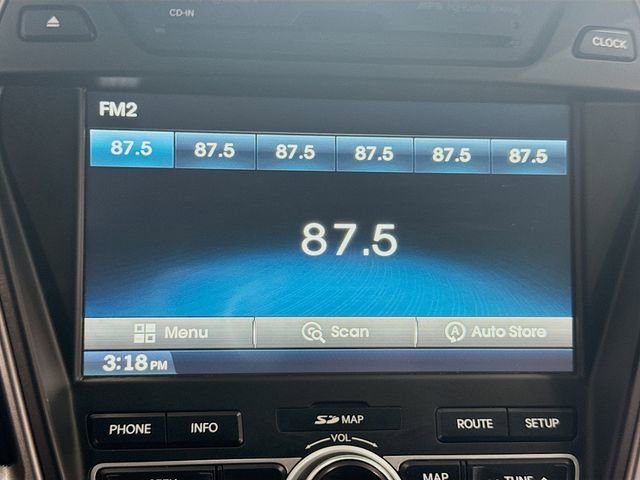 CD-IN
CLOCK
FM2
87.5 87.5 87.5 87.5 87.5 87.5
87.5
Menu Scan Auto Store
3:18 PM
PHONE INFO SD MAP ROUTE SETUP
VOL
MAP TUNE